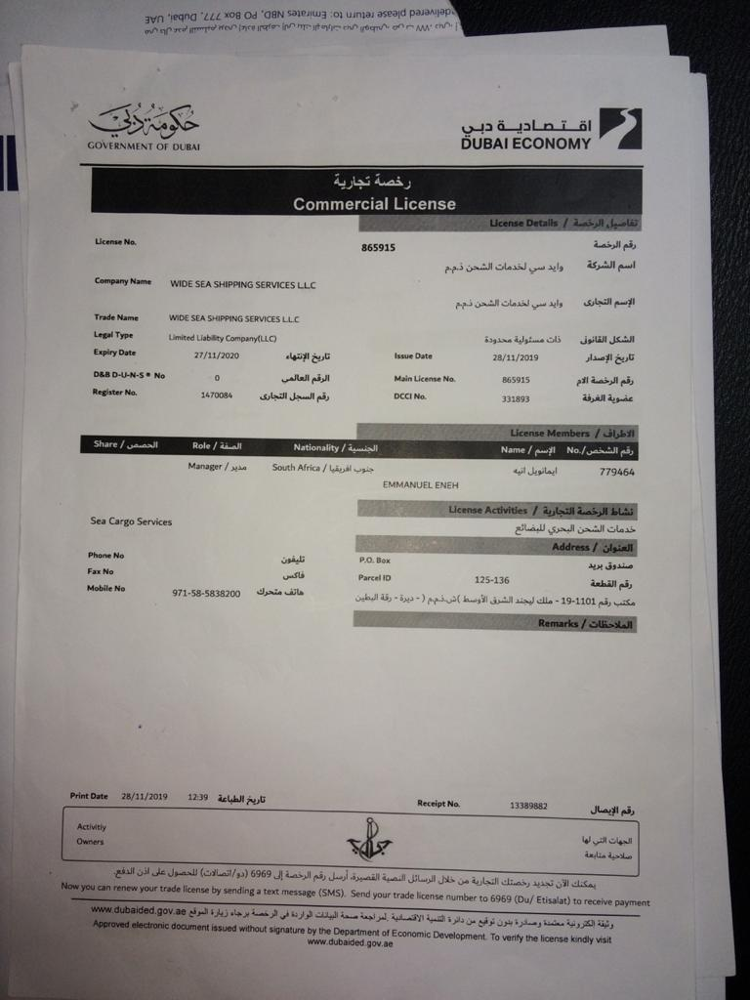 delivered please return to: Emirates NBD, PO Box 777, Dubai, UAE
حكومة دبي
GOVERNMENT OF DUBAI
اقتصادية دبي
DUBAI ECONOMY
رخصة تجارية
Commercial License
License Details / تفاصيل الرخصة
License No. 865915 رقم الرخصة
وايد سي لخدمات الشحن ذ.م.م اسم الشركة
Company Name WIDE SEA SHIPPING SERVICES L.L.C
وايد سي لخدمات الشحن ذ.م.م الإسم التجارى
Trade Name WIDE SEA SHIPPING SERVICES L.L.C
Legal Type Limited Liability Company(LLC) ذات مسئولية محدودة الشكل القانونى
Expiry Date 27/11/2020 تاريخ الإنتهاء Issue Date 28/11/2019 تاريخ الإصدار
D&B D-U-N-S ® No 0 الرقم العالمي Main License No. 865915 رقم الرخصة الام
Register No. 1470084 رقم السجل التجارى DCCI No. 331893 عضوية الغرفة
License Members / الاطراف
Share / الحصص Role / الصفة Nationality / الجنسية Name / الإسم No./رقم الشخص
Manager / مدير South Africa / جنوب افريقيا ايمانويل انيه 779464
EMMANUEL ENEH
License Activities / نشاط الرخصة التجارية
Sea Cargo Services خدمات الشحن البحري للبضائع
Address / العنوان
Phone No تليفون P.O. Box صندوق بريد
Fax No فاكس Parcel ID 125-136 رقم القطعة
Mobile No 971-58-5838200 هاتف متحرك مكتب رقم 1101-19 - ملك ليجند الشرق الأوسط )ش.ذ.م.م ( - ديرة - رقة البطين
Remarks / الملاحظات
Print Date 28/11/2019 12:39 تاريخ الطباعة Receipt No. 13389882 رقم الإيصال
Activitiy الجهات التي لها
Owners صلاحية متابعة
يمكنك الآن تجديد رخصتك التجارية من خلال الرسائل النصية القصيرة، أرسل رقم الرخصة إلى 6969 (دو/اتصالات) للحصول على اذن الدفع.
Now you can renew your trade license by sending a text message (SMS). Send your trade license number to 6969 (Du/ Etisalat) to receive payment
وثيقة إلكترونية معتمدة وصادرة بدون توقيع من دائرة التنمية الاقتصادية .لمراجعة صحة البيانات الواردة في الرخصة برجاء زيارة الموقع www.dubaided.gov.ae
Approved electronic document issued without signature by the Department of Economic Development. To verify the license kindly visit
www.dubaided.gov.ae